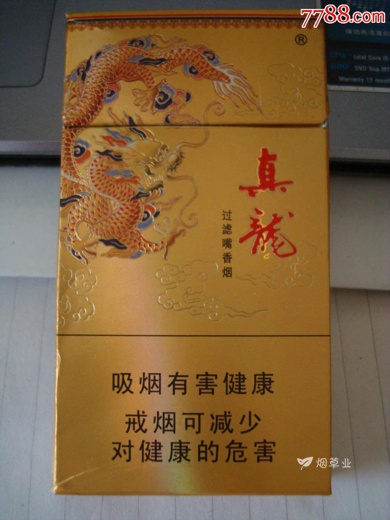 7788.com
®
真龍
过滤嘴香烟
吸烟有害健康
戒烟可减少
对健康的危害
烟草业